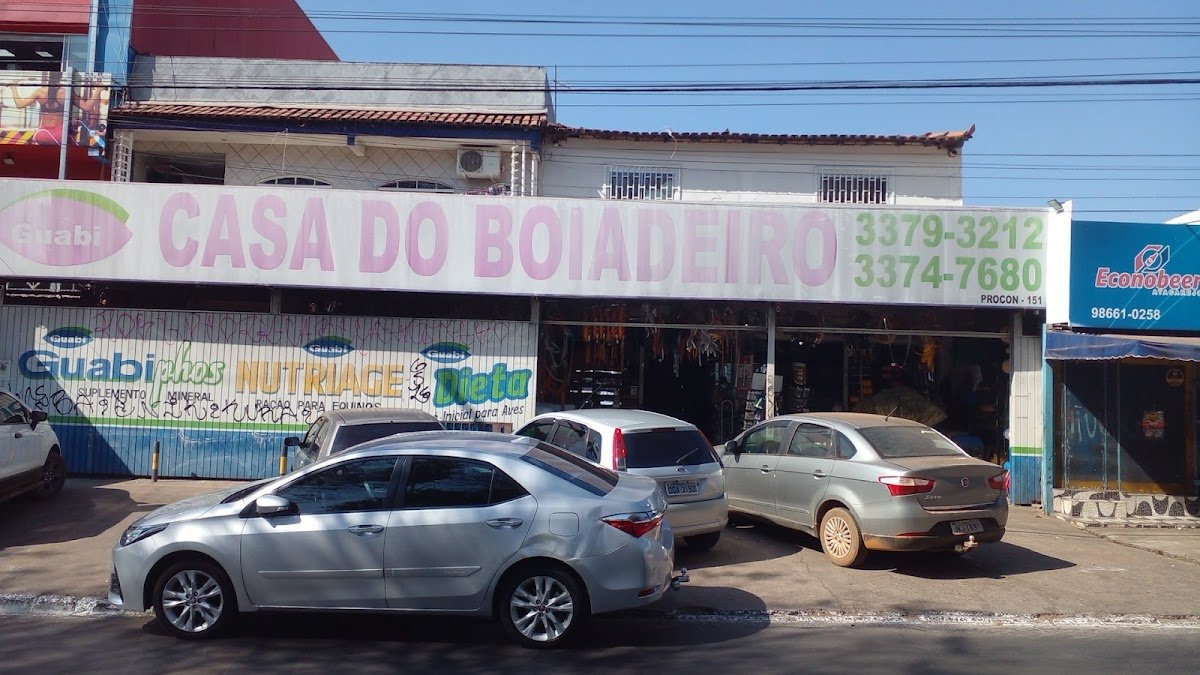 Guabi
CASA DO BOIADEIRO
3379-3212
3374-7680
PROCON - 151
Econobeer
ATACAREJO
98661-0258
Guabi
Guabiphos
SUPLEMENTO MINERAL
Guabi
NUTRIAGE
RAÇÃO PARA EQUINOS
Guabi
Dieta
Inicial para Aves